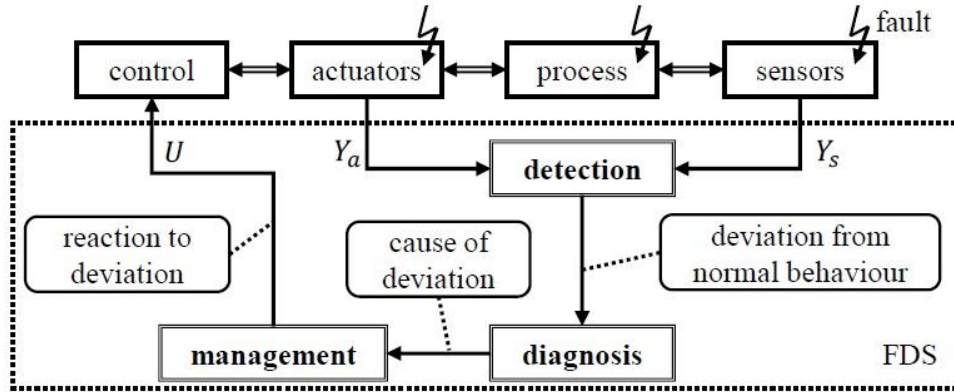 fault
control
actuators
process
sensors
U
Yₐ
Yₛ
detection
reaction to
deviation
cause of
deviation
deviation from
normal behaviour
management
diagnosis
FDS